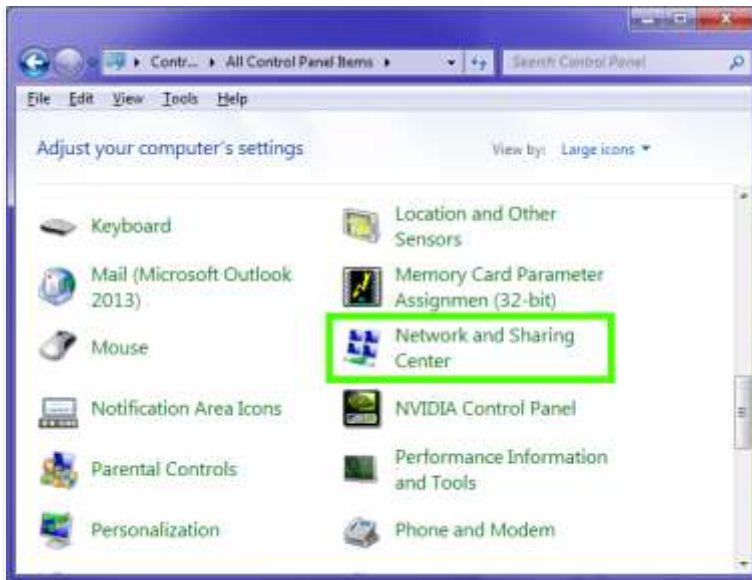 Contr... All Control Panel Items
Search Control Panel
File Edit View Tools Help
Adjust your computer's settings
View by: Large icons
Keyboard
Location and Other
Sensors
Mail (Microsoft Outlook
2013)
Memory Card Parameter
Assignmen (32-bit)
Mouse
Network and Sharing
Center
Notification Area Icons
NVIDIA Control Panel
Parental Controls
Performance Information
and Tools
Personalization
Phone and Modem